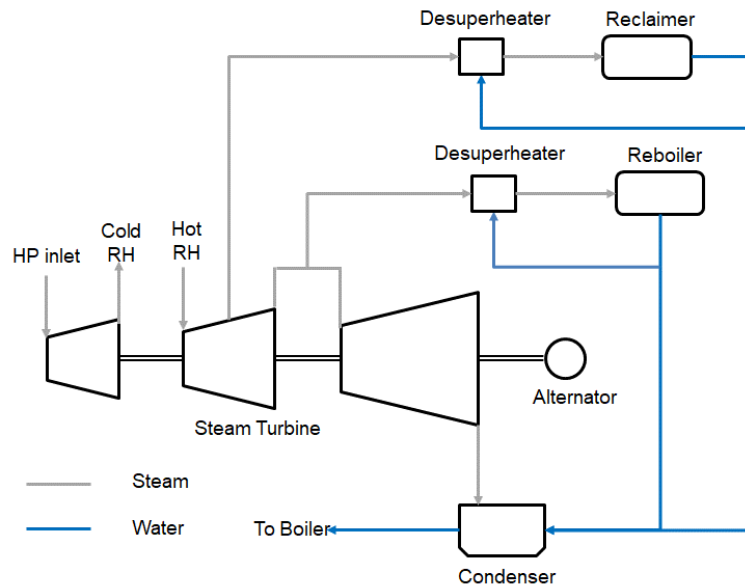 Desuperheater
Reclaimer
Desuperheater
Reboiler
Cold
RH
Hot
RH
HP inlet
Alternator
Steam Turbine
Steam
Water
To Boiler
Condenser